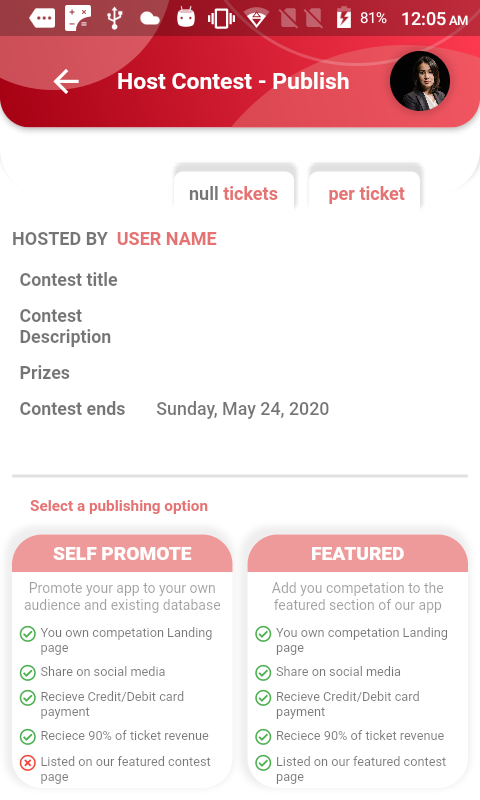 81% 12:05 AM
Host Contest - Publish
null tickets per ticket
HOSTED BY USER NAME
Contest title
Contest
Description
Prizes
Contest ends Sunday, May 24, 2020
Select a publishing option
SELF PROMOTE
Promote your app to your own
audience and existing database
You own competation Landing
page
Share on social media
Recieve Credit/Debit card
payment
Reciece 90% of ticket revenue
Listed on our featured contest
page
FEATURED
Add you competation to the
featured section of our app
You own competation Landing
page
Share on social media
Recieve Credit/Debit card
payment
Reciece 90% of ticket revenue
Listed on our featured contest
page